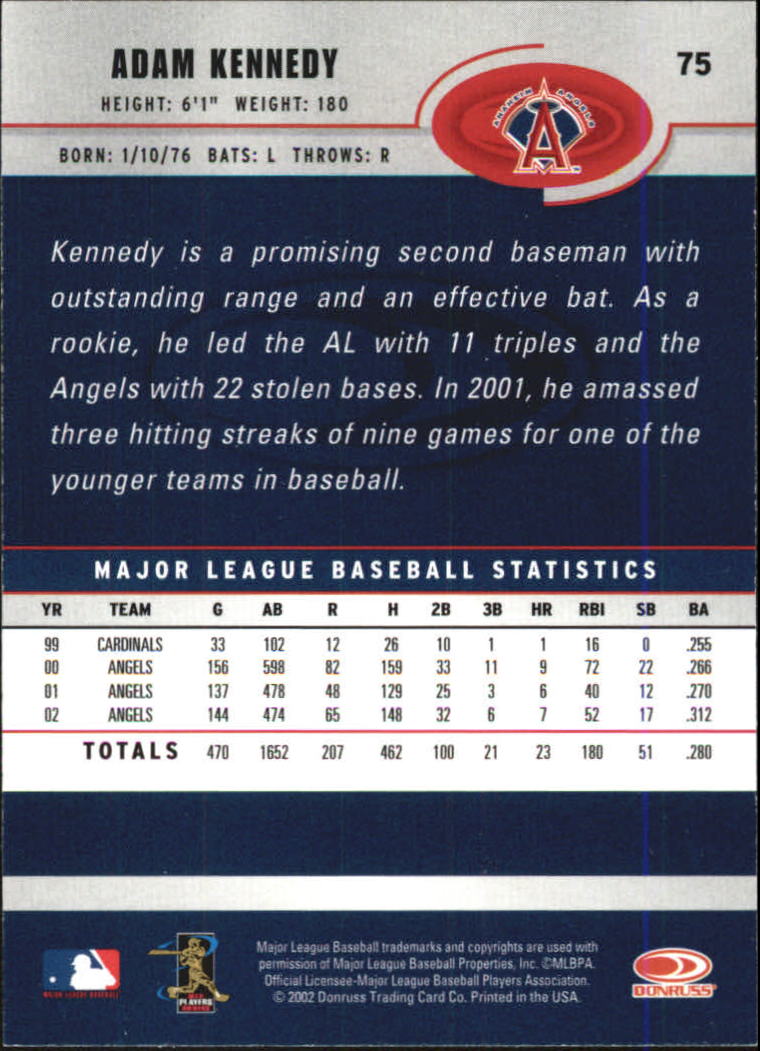 ADAM KENNEDY
75
HEIGHT: 6'1" WEIGHT: 180
ANAHEIM ANGELS
A
BORN: 1/10/76 BATS: L THROWS: R
Kennedy is a promising second baseman with
outstanding range and an effective bat. As a
rookie, he led the AL with 11 triples and the
Angels with 22 stolen bases. In 2001, he amassed
three hitting streaks of nine games for one of the
younger teams in baseball.
MAJOR LEAGUE BASEBALL STATISTICS
YR TEAM G AB R H 2B 3B HR RBI SB BA
99 CARDINALS 33 102 12 26 10 1 1 16 0 .255
00 ANGELS 156 598 82 159 33 11 9 72 22 .266
01 ANGELS 137 478 48 129 25 3 6 40 12 .270
02 ANGELS 144 474 65 148 32 6 7 52 17 .312
TOTALS 470 1652 207 462 100 21 23 180 51 .280
Major League Baseball trademarks and copyrights are used with
permission of Major League Baseball Properties, Inc. ©MLBPA
Official Licensee-Major League Baseball Players Association.
© 2002 Donruss Trading Card Co. Printed in the USA.
MAJOR LEAGUE BASEBALL
PLAYERS
DONRUSS